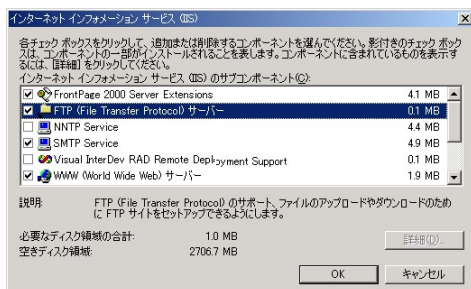 インターネット インフォメーション サービス (IIS)
各チェック ボックスをクリックして、追加または削除するコンポーネントを選んでください。影付きのチェック ボック
スは、コンポーネントの一部がインストールされることを表します。コンポーネントに含まれているものを表示す
るには、[詳細] をクリックしてください。
インターネット インフォメーション サービス (IIS) のサブコンポーネント(C):
FrontPage 2000 Server Extensions 4.1 MB
FTP (File Transfer Protocol) サーバー 0.1 MB
NNTP Service 4.4 MB
SMTP Service 4.9 MB
Visual InterDev RAD Remote Deployment Support 0.1 MB
WWW (World Wide Web) サーバー 1.9 MB
説明: FTP (File Transfer Protocol) のサポート、ファイルのアップロードやダウンロードのため
に FTP サイトをセットアップできるようにします。
必要なディスク領域の合計: 1.0 MB
空きディスク領域: 2706.7 MB
詳細(D)...
OK キャンセル